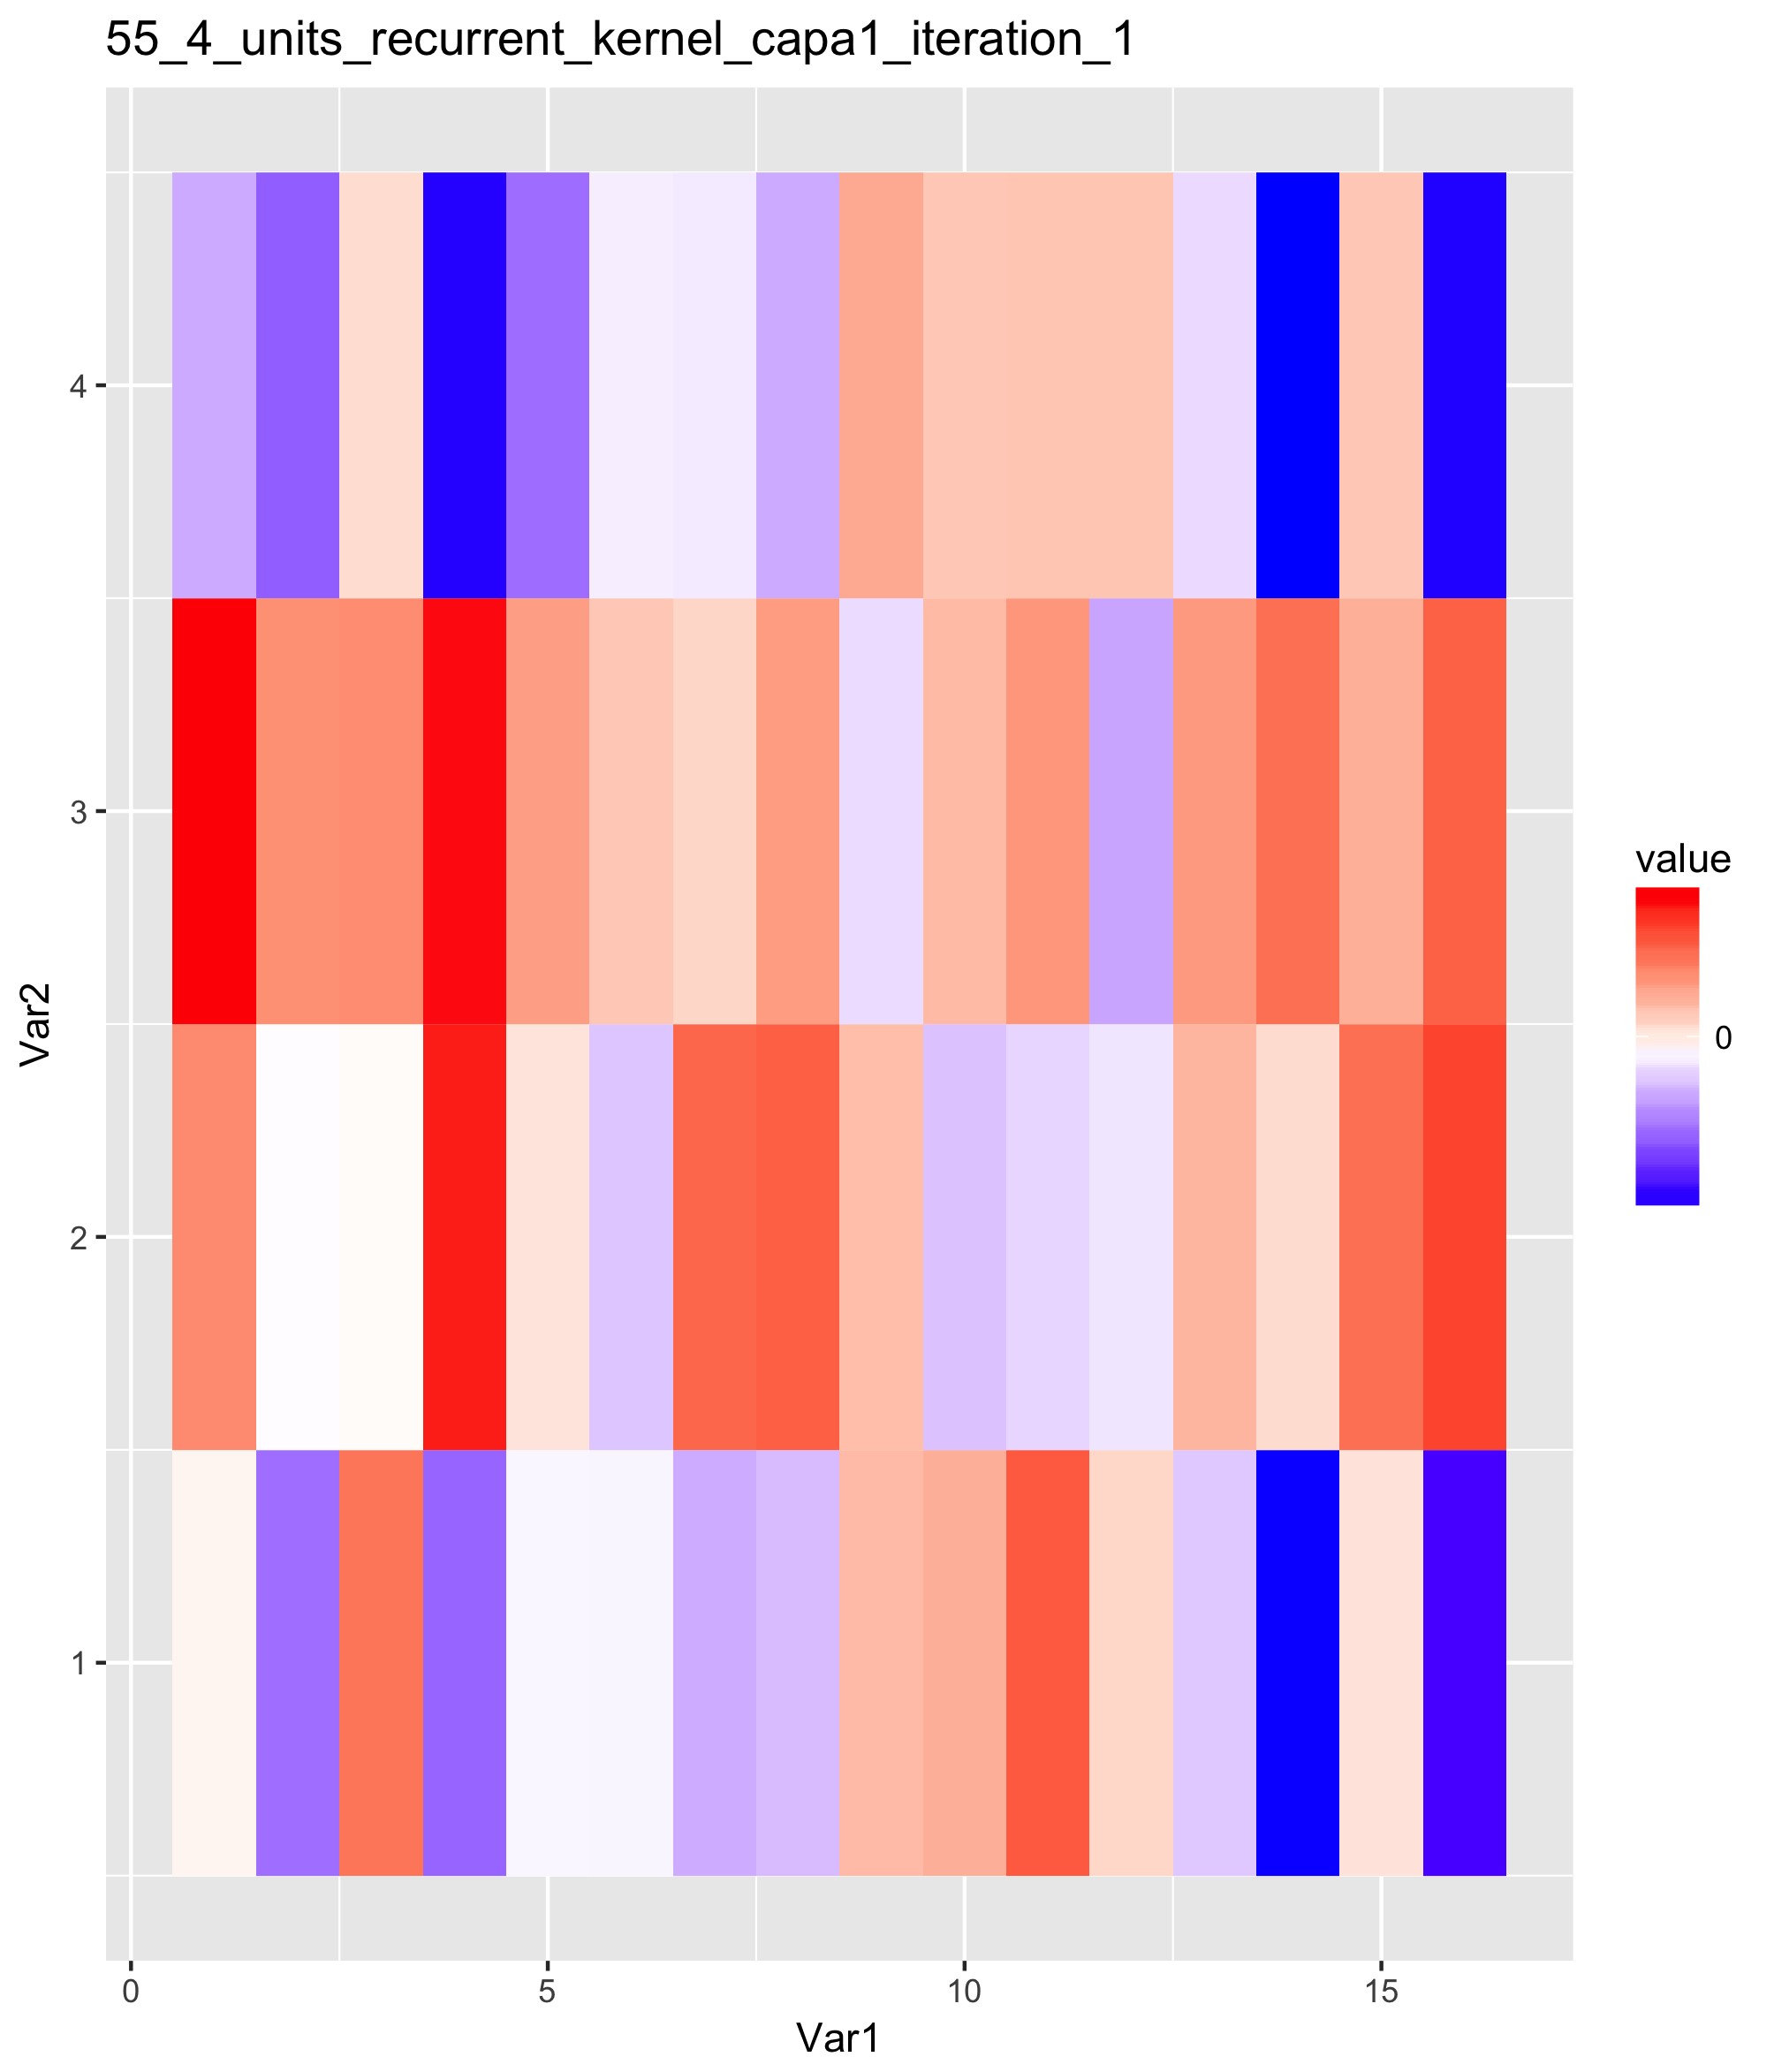 55_4_units_recurrent_kernel_capa1_iteration_1
4
3
2
1
Var2
value
0
0
5
10
15
Var1